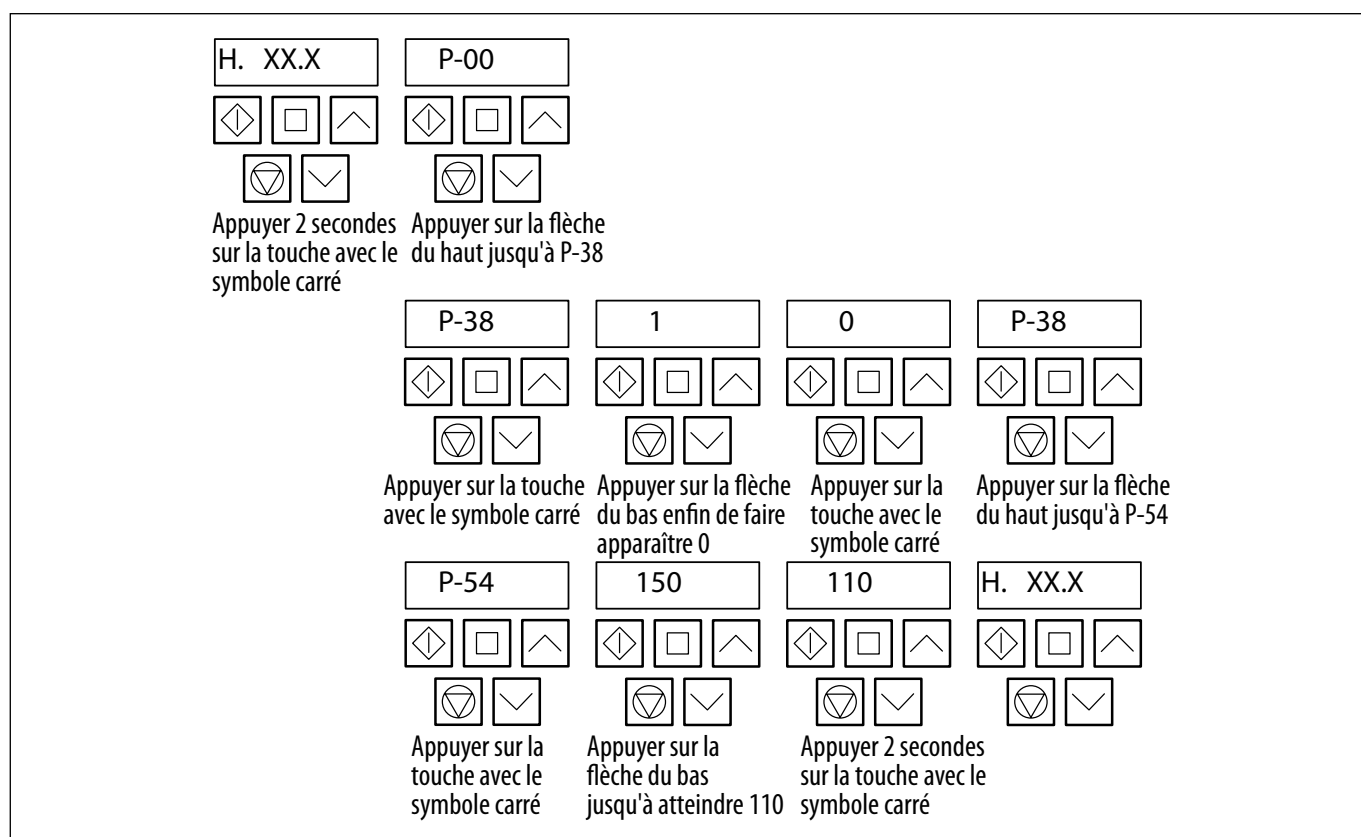 H. XX.X
P-00
Appuyer 2 secondes
sur la touche avec le
symbole carré
Appuyer sur la flèche
du haut jusqu'à P-38
P-38
1
0
P-38
Appuyer sur la touche
avec le symbole carré
Appuyer sur la flèche
du bas enfin de faire
apparaître 0
Appuyer sur la
touche avec le
symbole carré
Appuyer sur la flèche
du haut jusqu'à P-54
P-54
150
110
H. XX.X
Appuyer sur la
touche avec le
symbole carré
Appuyer sur la
flèche du bas
jusqu'à atteindre 110
Appuyer 2 secondes
sur la touche avec le
symbole carré